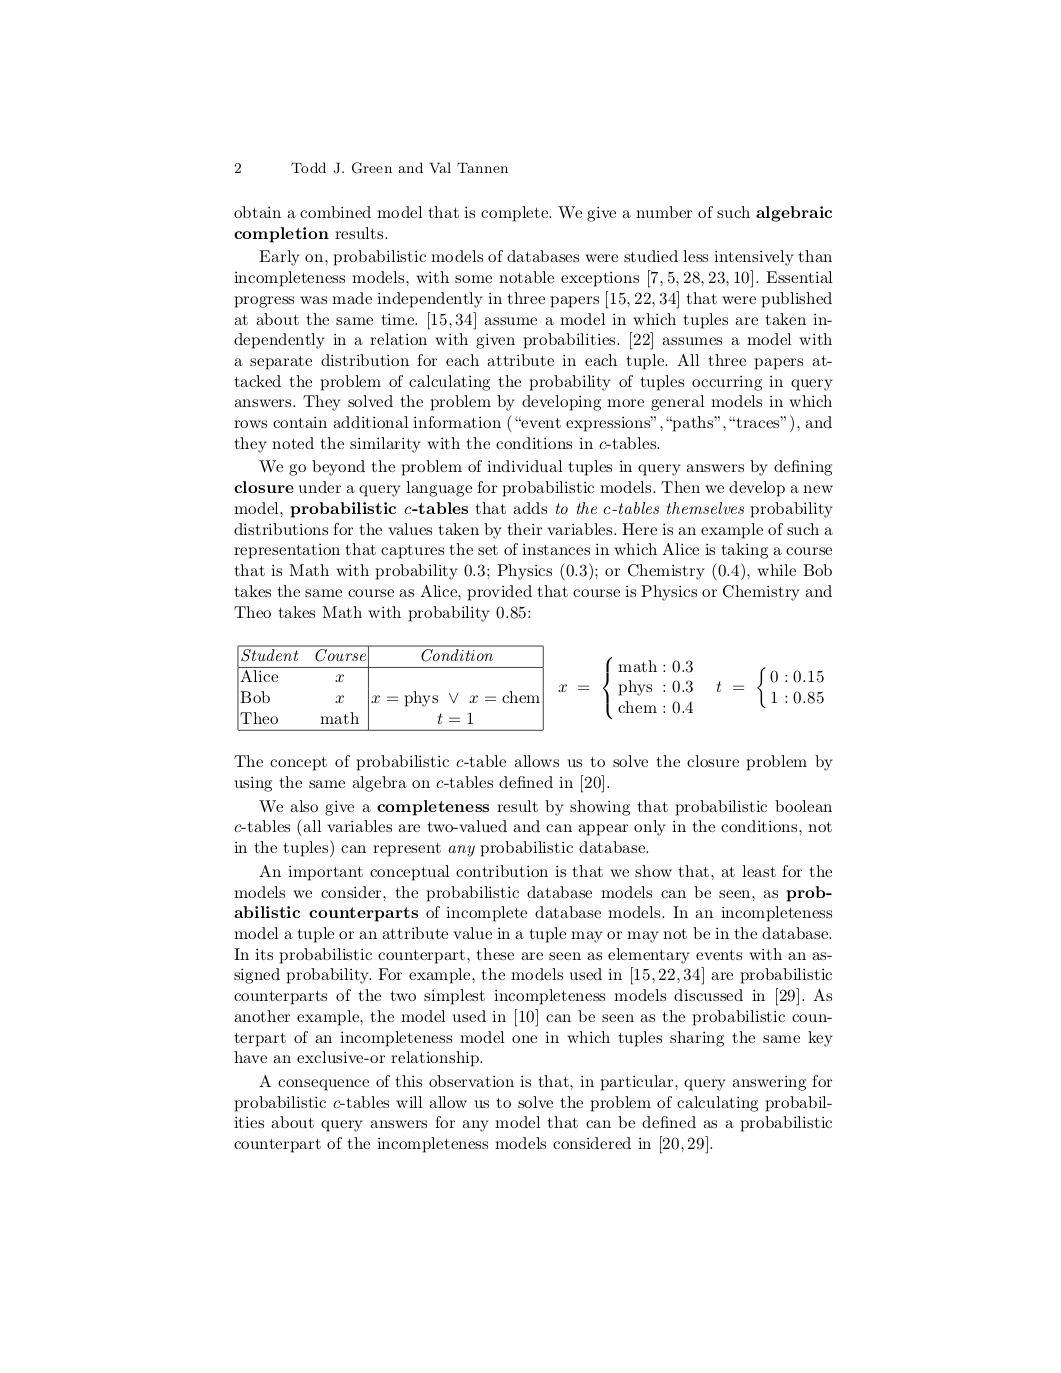 2 Todd J. Green and Val Tannen
obtain a combined model that is complete. We give a number of such algebraic
completion results.
Early on, probabilistic models of databases were studied less intensively than
incompleteness models, with some notable exceptions [7, 5, 28, 23, 10]. Essential
progress was made independently in three papers [15, 22, 34] that were published
at about the same time. [15, 34] assume a model in which tuples are taken in-
dependently in a relation with given probabilities. [22] assumes a model with
a separate distribution for each attribute in each tuple. All three papers at-
tacked the problem of calculating the probability of tuples occurring in query
answers. They solved the problem by developing more general models in which
rows contain additional information (“event expressions”,“paths”,“traces”), and
they noted the similarity with the conditions in c-tables.
We go beyond the problem of individual tuples in query answers by defining
closure under a query language for probabilistic models. Then we develop a new
model, probabilistic c-tables that adds to the c-tables themselves probability
distributions for the values taken by their variables. Here is an example of such a
representation that captures the set of instances in which Alice is taking a course
that is Math with probability 0.3; Physics (0.3); or Chemistry (0.4), while Bob
takes the same course as Alice, provided that course is Physics or Chemistry and
Theo takes Math with probability 0.85:
Student Course Condition
Alice x
Bob x x = phys ∨ x = chem
Theo math t = 1
x = { math : 0.3
phys : 0.3
chem : 0.4
t = { 0 : 0.15
1 : 0.85
The concept of probabilistic c-table allows us to solve the closure problem by
using the same algebra on c-tables defined in [20].
We also give a completeness result by showing that probabilistic boolean
c-tables (all variables are two-valued and can appear only in the conditions, not
in the tuples) can represent any probabilistic database.
An important conceptual contribution is that we show that, at least for the
models we consider, the probabilistic database models can be seen, as prob-
abilistic counterparts of incomplete database models. In an incompleteness
model a tuple or an attribute value in a tuple may or may not be in the database.
In its probabilistic counterpart, these are seen as elementary events with an as-
signed probability. For example, the models used in [15, 22, 34] are probabilistic
counterparts of the two simplest incompleteness models discussed in [29]. As
another example, the model used in [10] can be seen as the probabilistic coun-
terpart of an incompleteness model one in which tuples sharing the same key
have an exclusive-or relationship.
A consequence of this observation is that, in particular, query answering for
probabilistic c-tables will allow us to solve the problem of calculating probabil-
ities about query answers for any model that can be defined as a probabilistic
counterpart of the incompleteness models considered in [20, 29].